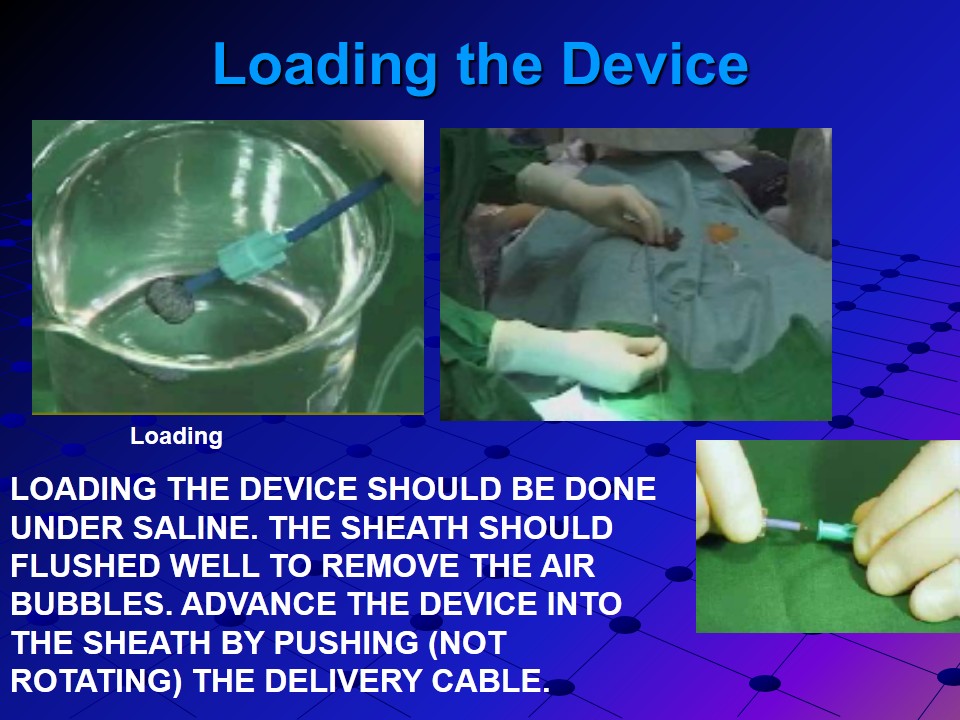 Loading the Device
Loading
LOADING THE DEVICE SHOULD BE DONE
UNDER SALINE. THE SHEATH SHOULD
FLUSHED WELL TO REMOVE THE AIR
BUBBLES. ADVANCE THE DEVICE INTO
THE SHEATH BY PUSHING (NOT
ROTATING) THE DELIVERY CABLE.